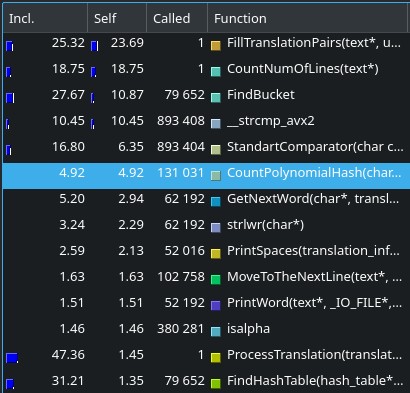 Incl. Self Called Function
25.32 23.69 1 FillTranslationPairs(text*, u...
18.75 18.75 1 CountNumOfLines(text*)
27.67 10.87 79 652 FindBucket
10.45 10.45 893 408 __strcmp_avx2
16.80 6.35 893 404 StandartComparator(char c...
4.92 4.92 131 031 CountPolynomialHash(char...
5.20 2.94 62 192 GetNextWord(char*, transl...
3.24 2.29 62 192 strlwr(char*)
2.59 2.13 52 016 PrintSpaces(translation_inf...
1.63 1.63 102 758 MoveToTheNextLine(text*, ...
1.51 1.51 52 192 PrintWord(text*, _IO_FILE*,...
1.46 1.46 380 281 isalpha
47.36 1.45 1 ProcessTranslation(translat...
31.21 1.35 79 652 FindHashTable(hash_table*...